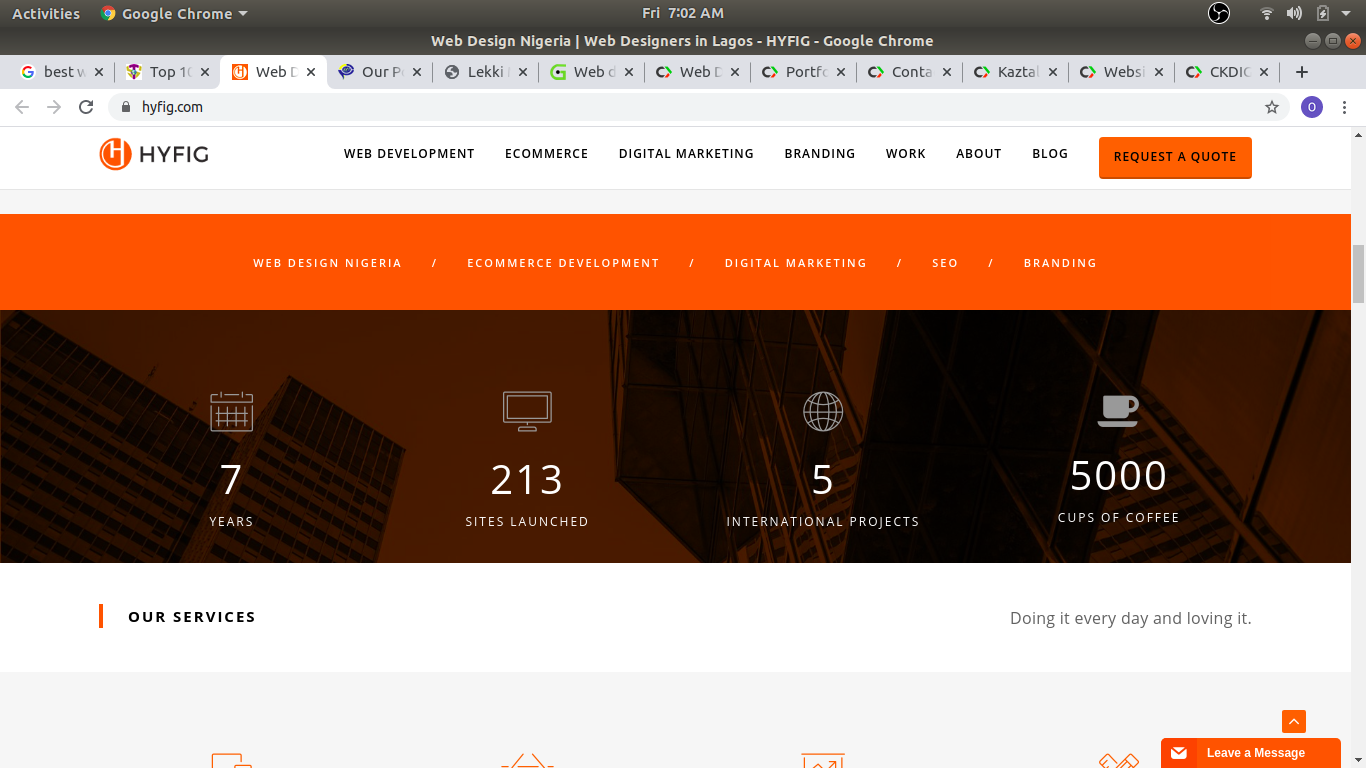 Activities Google Chrome Fri 7:02 AM
Web Design Nigeria | Web Designers in Lagos - HYFIG - Google Chrome
best w Top 10 Web D Our Po Lekki Web d Web D Portfo Conta Kaztal Websi CKDIG
hyfig.com O
HYFIG WEB DEVELOPMENT ECOMMERCE DIGITAL MARKETING BRANDING WORK ABOUT BLOG REQUEST A QUOTE
WEB DESIGN NIGERIA / ECOMMERCE DEVELOPMENT / DIGITAL MARKETING / SEO / BRANDING
7 213 5 5000
YEARS SITES LAUNCHED INTERNATIONAL PROJECTS CUPS OF COFFEE
OUR SERVICES Doing it every day and loving it.
Leave a Message